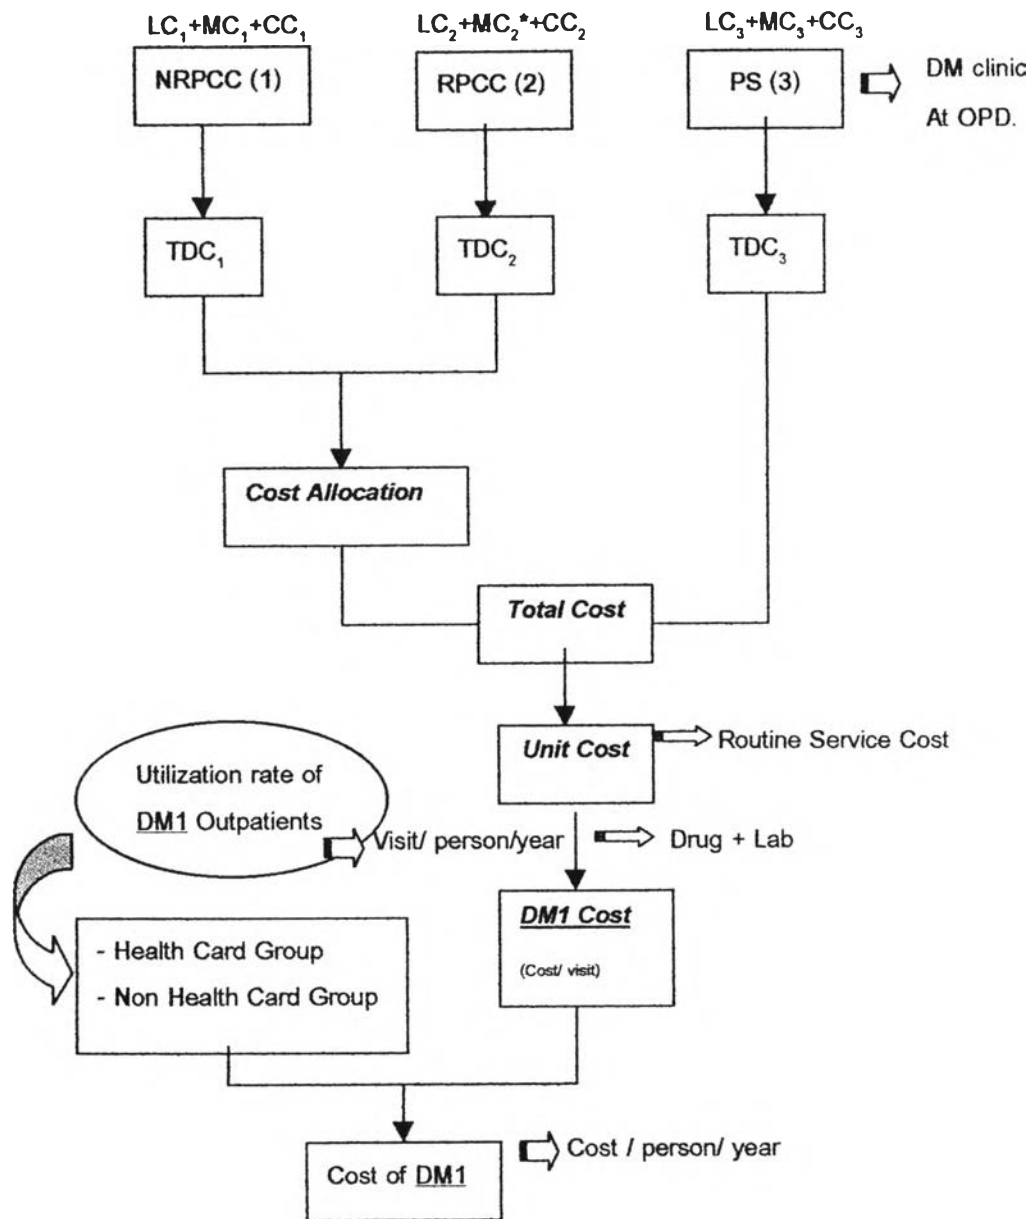 LC₁+MC₁+CC₁
LC₂+MC₂*+CC₂
LC₃+MC₃+CC₃
NRPCC (1)
RPCC (2)
PS (3)
DM clinic
At OPD.
TDC₁
TDC₂
TDC₃
Cost Allocation
Total Cost
Unit Cost
Routine Service Cost
Utilization rate of
DM1 Outpatients
Visit/ person/year
Drug + Lab
DM1 Cost
(Cost/ visit)
- Health Card Group
- Non Health Card Group
Cost of DM1
Cost / person/ year